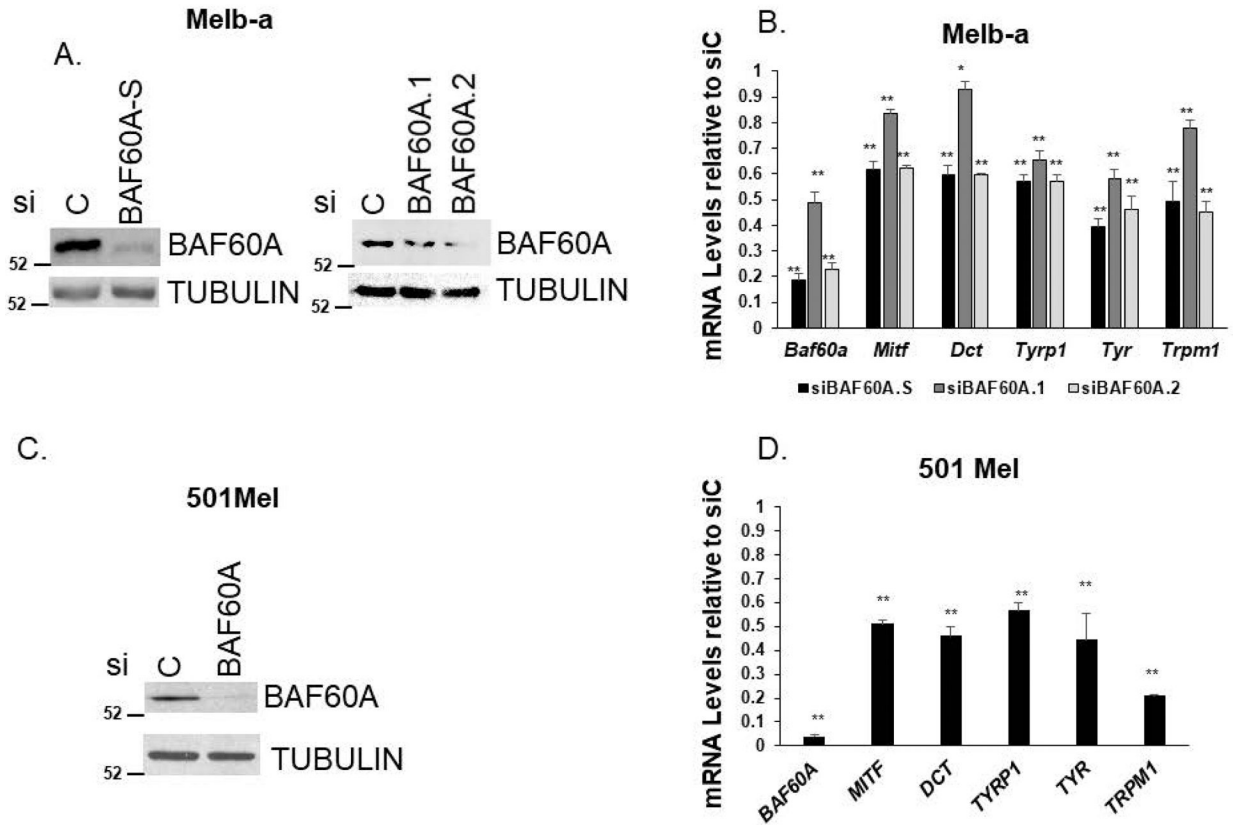 Melb-a
A.
si
C
BAF60A-S
BAF60A
52
TUBULIN
52
si
C
BAF60A.1
BAF60A.2
BAF60A
52
TUBULIN
52
B.
Melb-a
mRNA Levels relative to siC
1
0.9
0.8
0.7
0.6
0.5
0.4
0.3
0.2
0.1
0
** ** **
** ** **
** * **
** ** **
** ** **
** ** **
Baf60a Mitf Dct Tyrp1 Tyr Trpm1
siBAF60A.S siBAF60A.1 siBAF60A.2
C.
501Mel
si
C
BAF60A
BAF60A
52
TUBULIN
52
D.
501 Mel
mRNA Levels relative to siC
1
0.9
0.8
0.7
0.6
0.5
0.4
0.3
0.2
0.1
0
** ** ** ** ** **
BAF60A MITF DCT TYRP1 TYR TRPM1